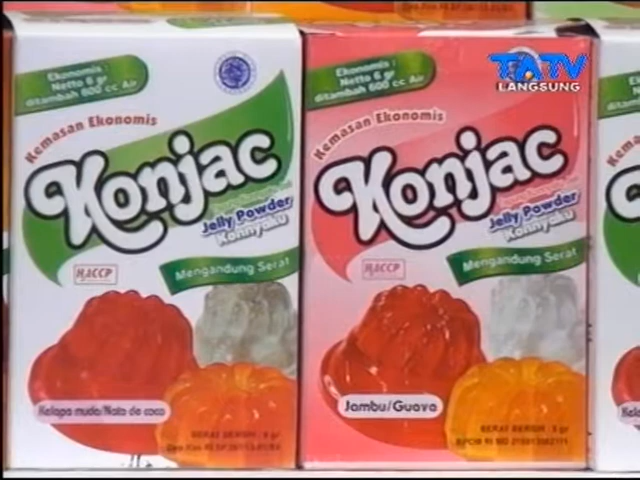 TATV
LANGSUNG
Ekonomis :
Netto 6 gr
ditambah 600 cc Air
Kemasan Ekonomis
Konjac
Jelly Powder
Konnyaku
HACCP
Mengandung Serat
Kelapa muda/Nata de coco
Ekonomis :
Netto 6 gr
ditambah 600 cc Air
Kemasan Ekonomis
Konjac
Jelly Powder
Konnyaku
HACCP
Mengandung Serat
Jambu/Guava